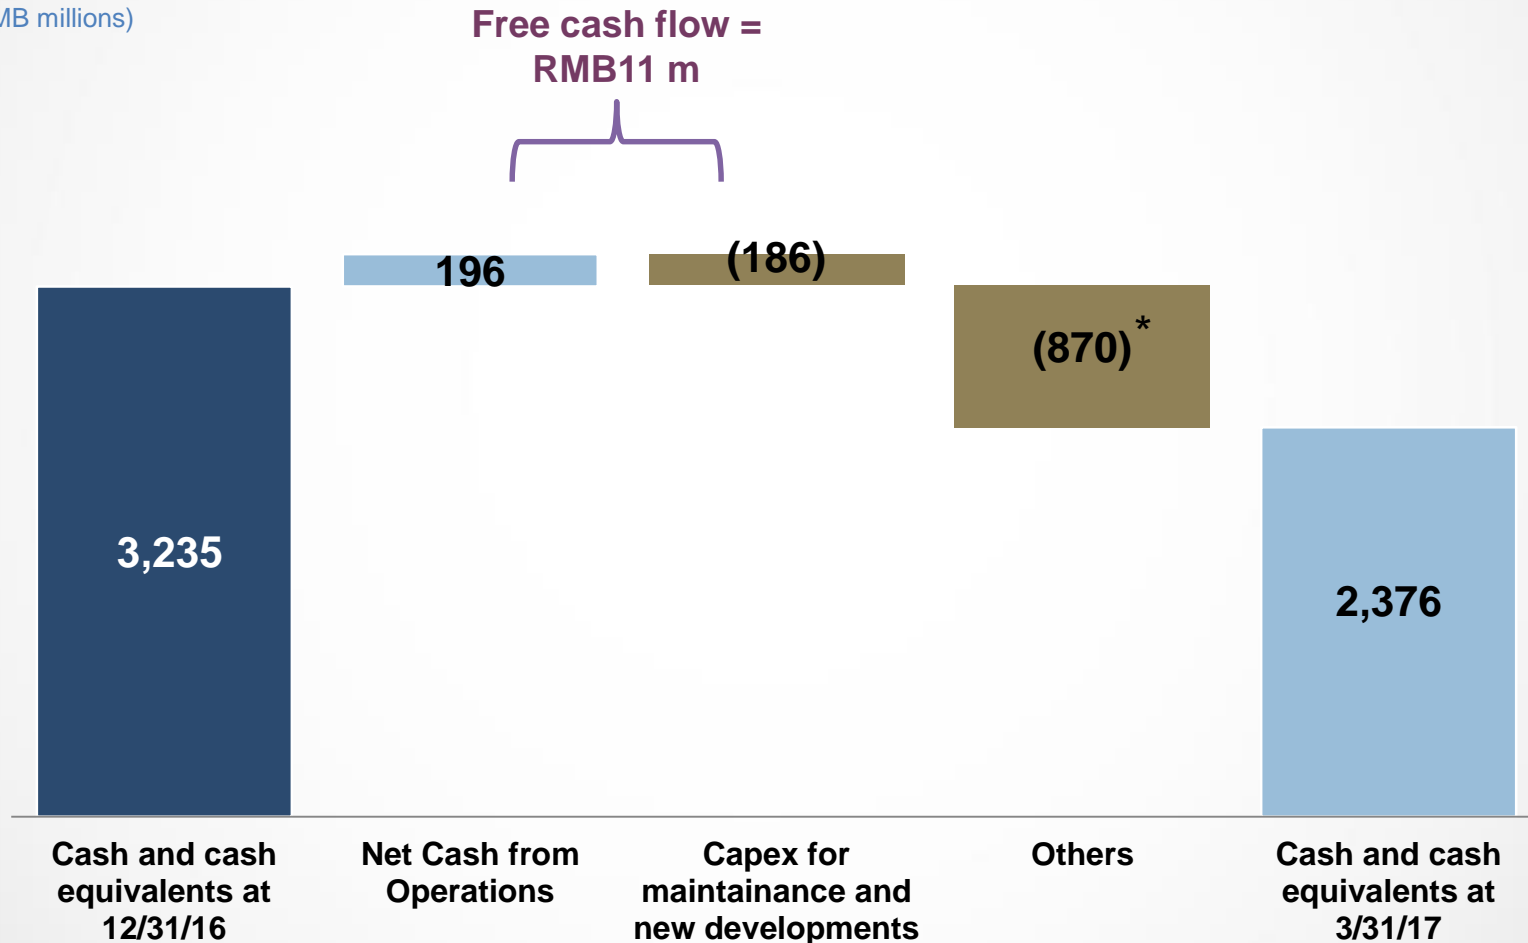 MB millions)
Free cash flow =
RMB11 m
196
(186)
(870)*
3,235
2,376
Cash and cash
equivalents at
12/31/16
Net Cash from
Operations
Capex for
maintainance and
new developments
Others
Cash and cash
equivalents at
3/31/17